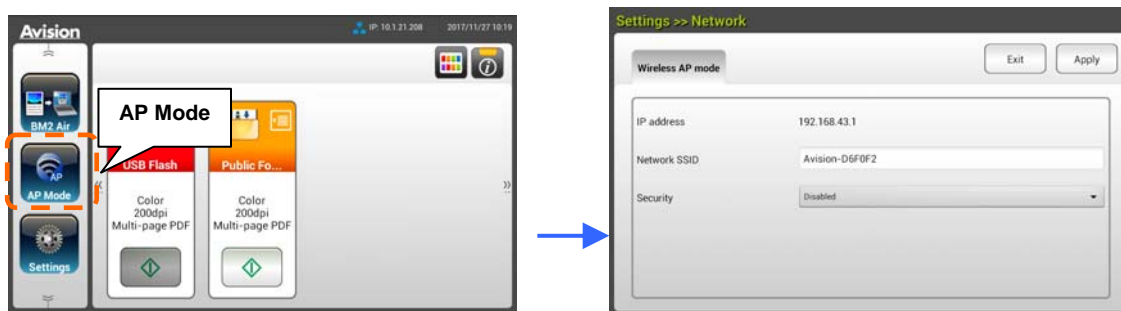 Avision
IP: 10.1.21.208 2017/11/27 10:19
BM2 Air
AP Mode
AP
AP Mode
Settings
USB Flash
Color
200dpi
Multi-page PDF
Public Fo...
Color
200dpi
Multi-page PDF
Settings >> Network
Wireless AP mode
Exit
Apply
IP address 192.168.43.1
Network SSID Avision-D6F0F2
Security Disabled